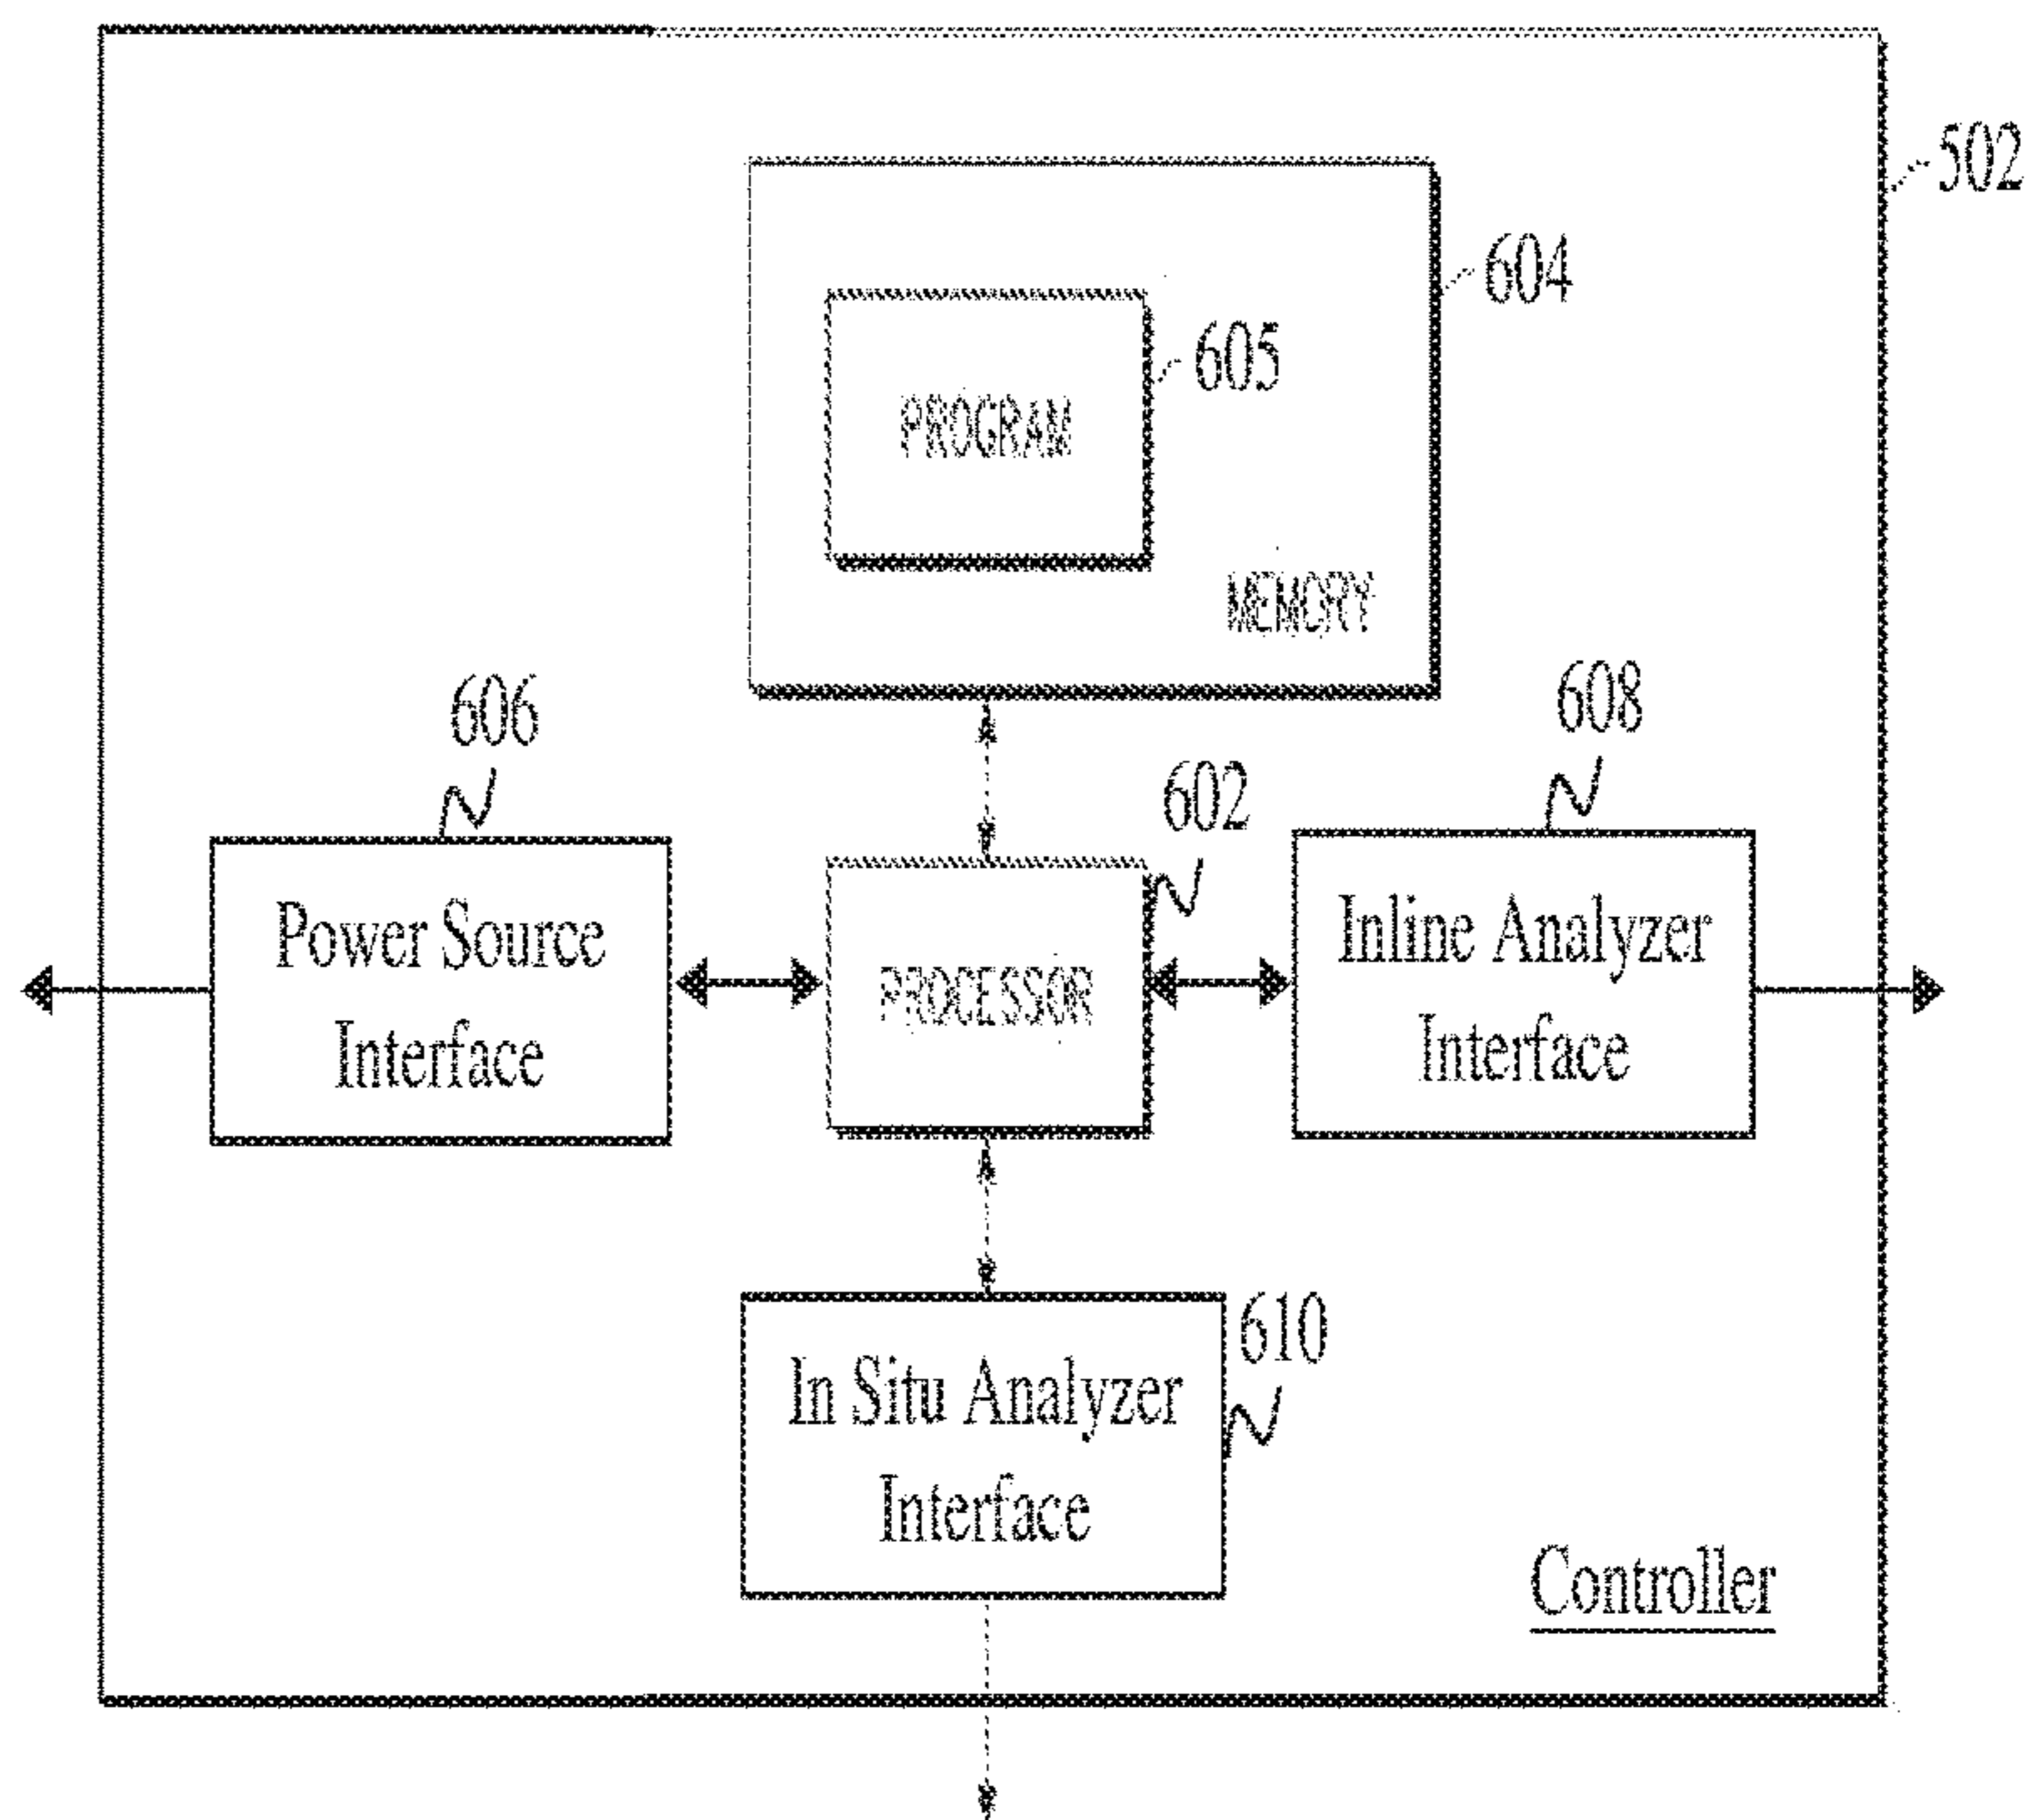 502
604
605
PROGRAM
MEMORY
606
608
602
Power Source
Interface
PROCESSOR
Inline Analyzer
Interface
610
In Situ Analyzer
Interface
Controller